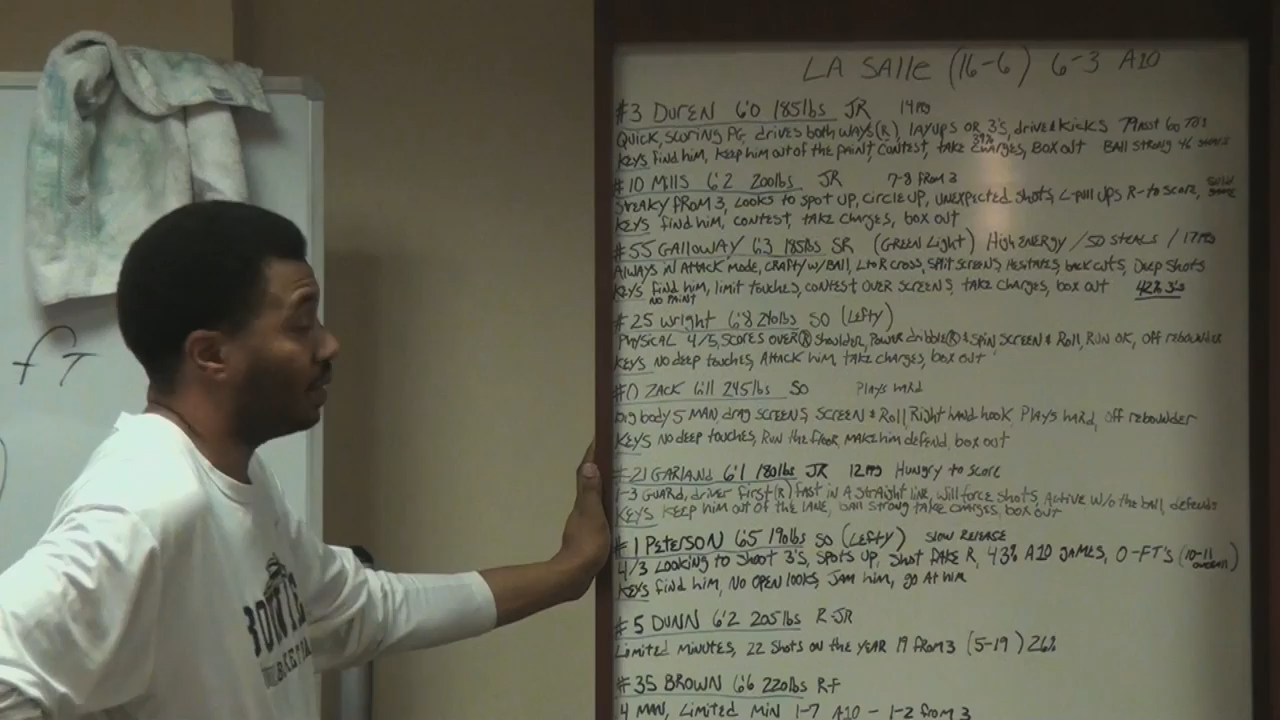 LA SAlle (16-6) 6-3 A10
#3 DUREN 6'0 185lbs JR 14ppg
Quick, scoring PG, drives both ways (R), layups or 3's, drive & kicks 79 Asst 60 TO's
39%
Keys find him, keep him out of the paint, contest, take charges, box out Ball strong 46 steals
#10 Mills 6'2 200lbs JR 7-8 from 3
Streaky from 3, Looks to spot up, circle up, unexpected shots, L-pull ups R-to score, solid
Keys find him, contest, take charges, box out
#55 GALLOWAY 6'3 185lbs SR (GREEN Light) High ENERGY / 50 STEALS / 17ppg
Always in Attack mode, crafty w/ Ball, L to R cross, split screens, Hesitates, back cuts, Deep Shots
Keys find him, limit touches, contest over screens, take charges, box out 42% 3's
NO PAINT
#25 Wright 6'8 240lbs SO (Lefty)
Physical 4/5, Scores over (R) shoulder, Power dribble (R) & spin Screen & Roll, Run OK, Off rebounder
Keys No deep touches, Attack him, take charges, box out
#0 ZACK 6'11 245lbs SO Plays hard
Big body 5 MAN, drag screens, screen & Roll, Right hand hook, Plays hard, off rebounder
Keys No deep touches, Run the floor, make him defend, box out
#21 GARLAND 6'1 180lbs JR 12ppg Hungry to Score
1-3 Guard, driver first (R) fast in a straight line, will force shots, Active w/o the ball, defends
Keys Keep him out of the lane, ball strong take charges, box out
#1 Peterson 6'5 190lbs SO (Lefty) Slow RELEASE
4/3 Looking to shoot 3's, spots up, shot fake R, 43% A10 games, 0-FT's (10-11 overall)
Keys find him, No open looks, Jam him, go At him
#5 DUNN 6'2 205lbs R-JR
Limited minutes, 22 shots on the year 19 from 3 (5-19) 26%
#35 BROWN 6'6 220lbs R-F
4 MAN, Limited Min 1-7 A10 - 1-2 from 3
FT
BOWIE